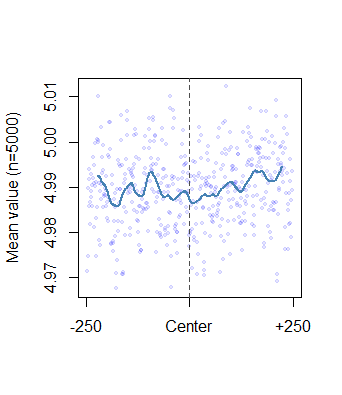 Mean value (n=5000)
5.01
5.00
4.99
4.98
4.97
-250 Center +250